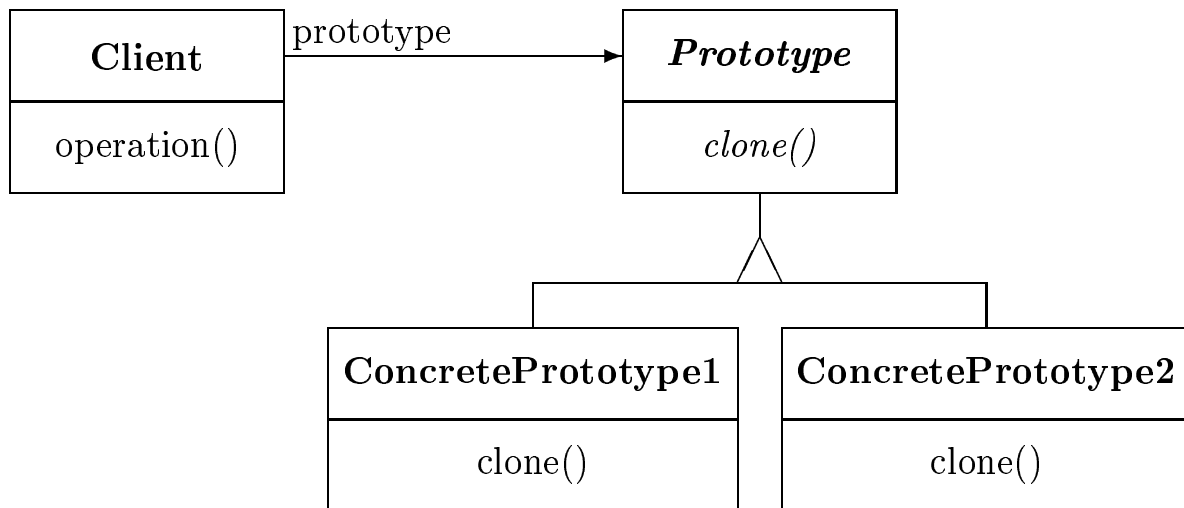 Client
prototype
Prototype
operation()
clone()
ConcretePrototype1
ConcretePrototype2
clone()
clone()